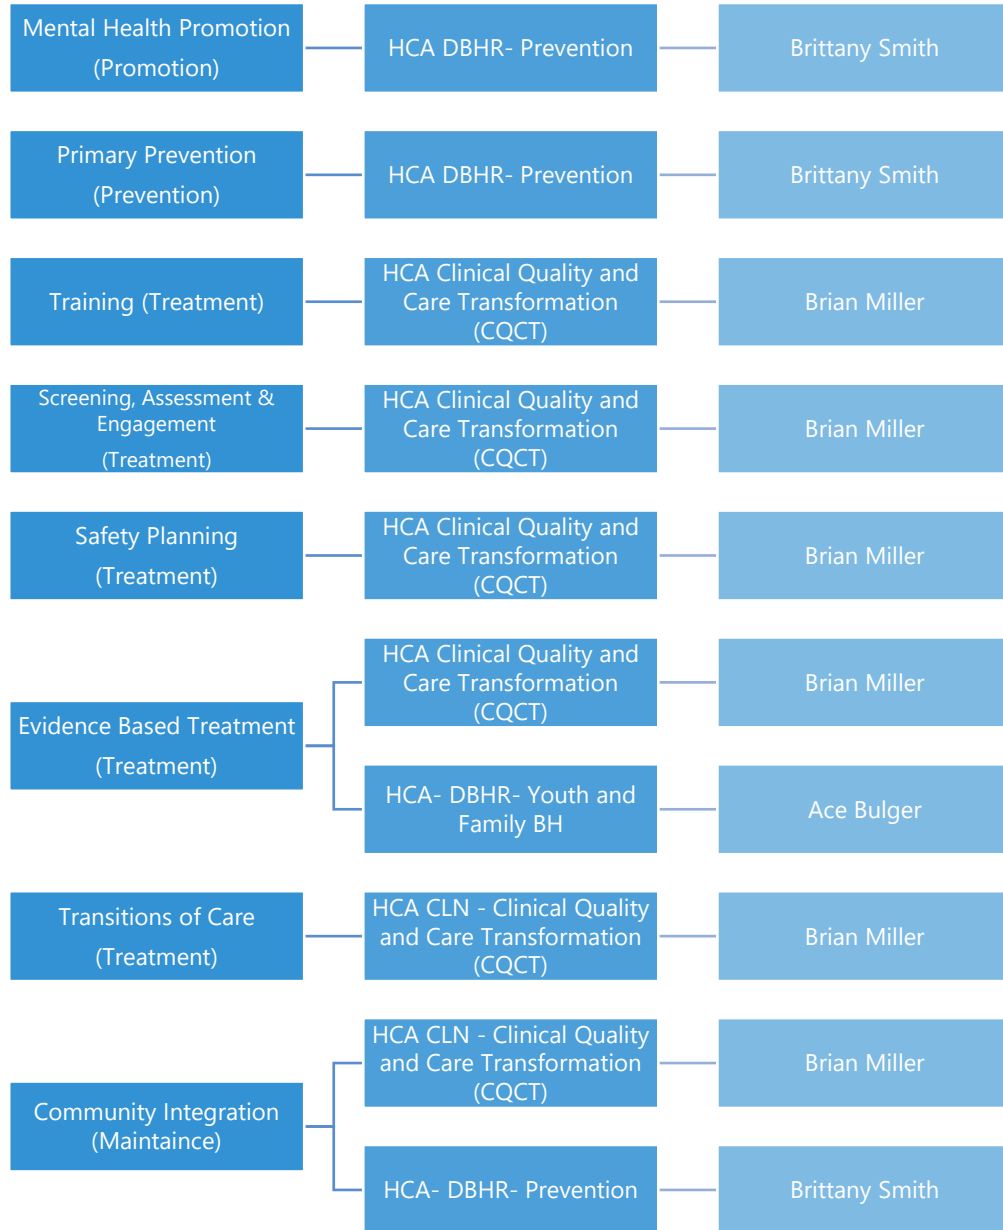 Mental Health Promotion
(Promotion)
HCA DBHR- Prevention
Brittany Smith
Primary Prevention
(Prevention)
HCA DBHR- Prevention
Brittany Smith
Training (Treatment)
HCA Clinical Quality and
Care Transformation
(CQCT)
Brian Miller
Screening, Assessment &
Engagement
(Treatment)
HCA Clinical Quality and
Care Transformation
(CQCT)
Brian Miller
Safety Planning
(Treatment)
HCA Clinical Quality and
Care Transformation
(CQCT)
Brian Miller
Evidence Based Treatment
(Treatment)
HCA Clinical Quality and
Care Transformation
(CQCT)
Brian Miller
HCA- DBHR- Youth and
Family BH
Ace Bulger
Transitions of Care
(Treatment)
HCA CLN - Clinical Quality
and Care Transformation
(CQCT)
Brian Miller
Community Integration
(Maintaince)
HCA CLN - Clinical Quality
and Care Transformation
(CQCT)
Brian Miller
HCA- DBHR- Prevention
Brittany Smith